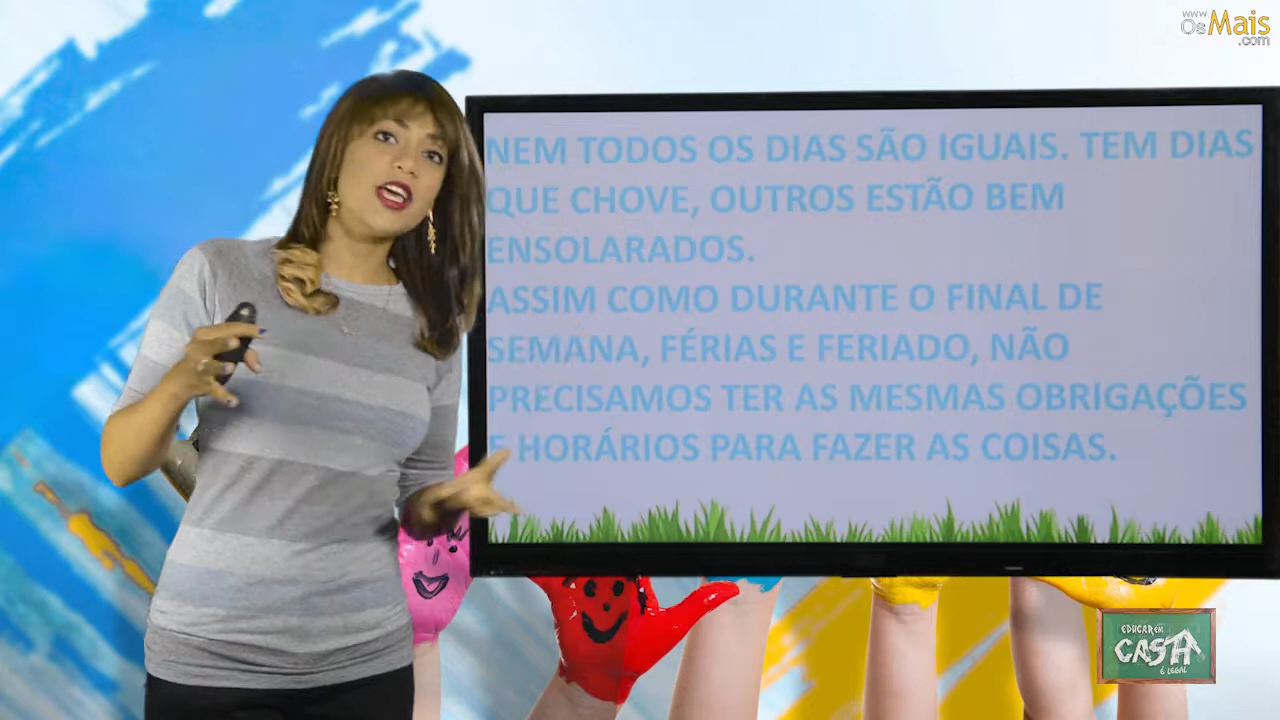 www
OsMais
.com
NEM TODOS OS DIAS SÃO IGUAIS. TEM DIAS
QUE CHOVE, OUTROS ESTÃO BEM
ENSOLARADOS.
ASSIM COMO DURANTE O FINAL DE
SEMANA, FÉRIAS E FERIADO, NÃO
PRECISAMOS TER AS MESMAS OBRIGAÇÕES
E HORÁRIOS PARA FAZER AS COISAS.
EDUCAR EM
CASA
É LEGAL